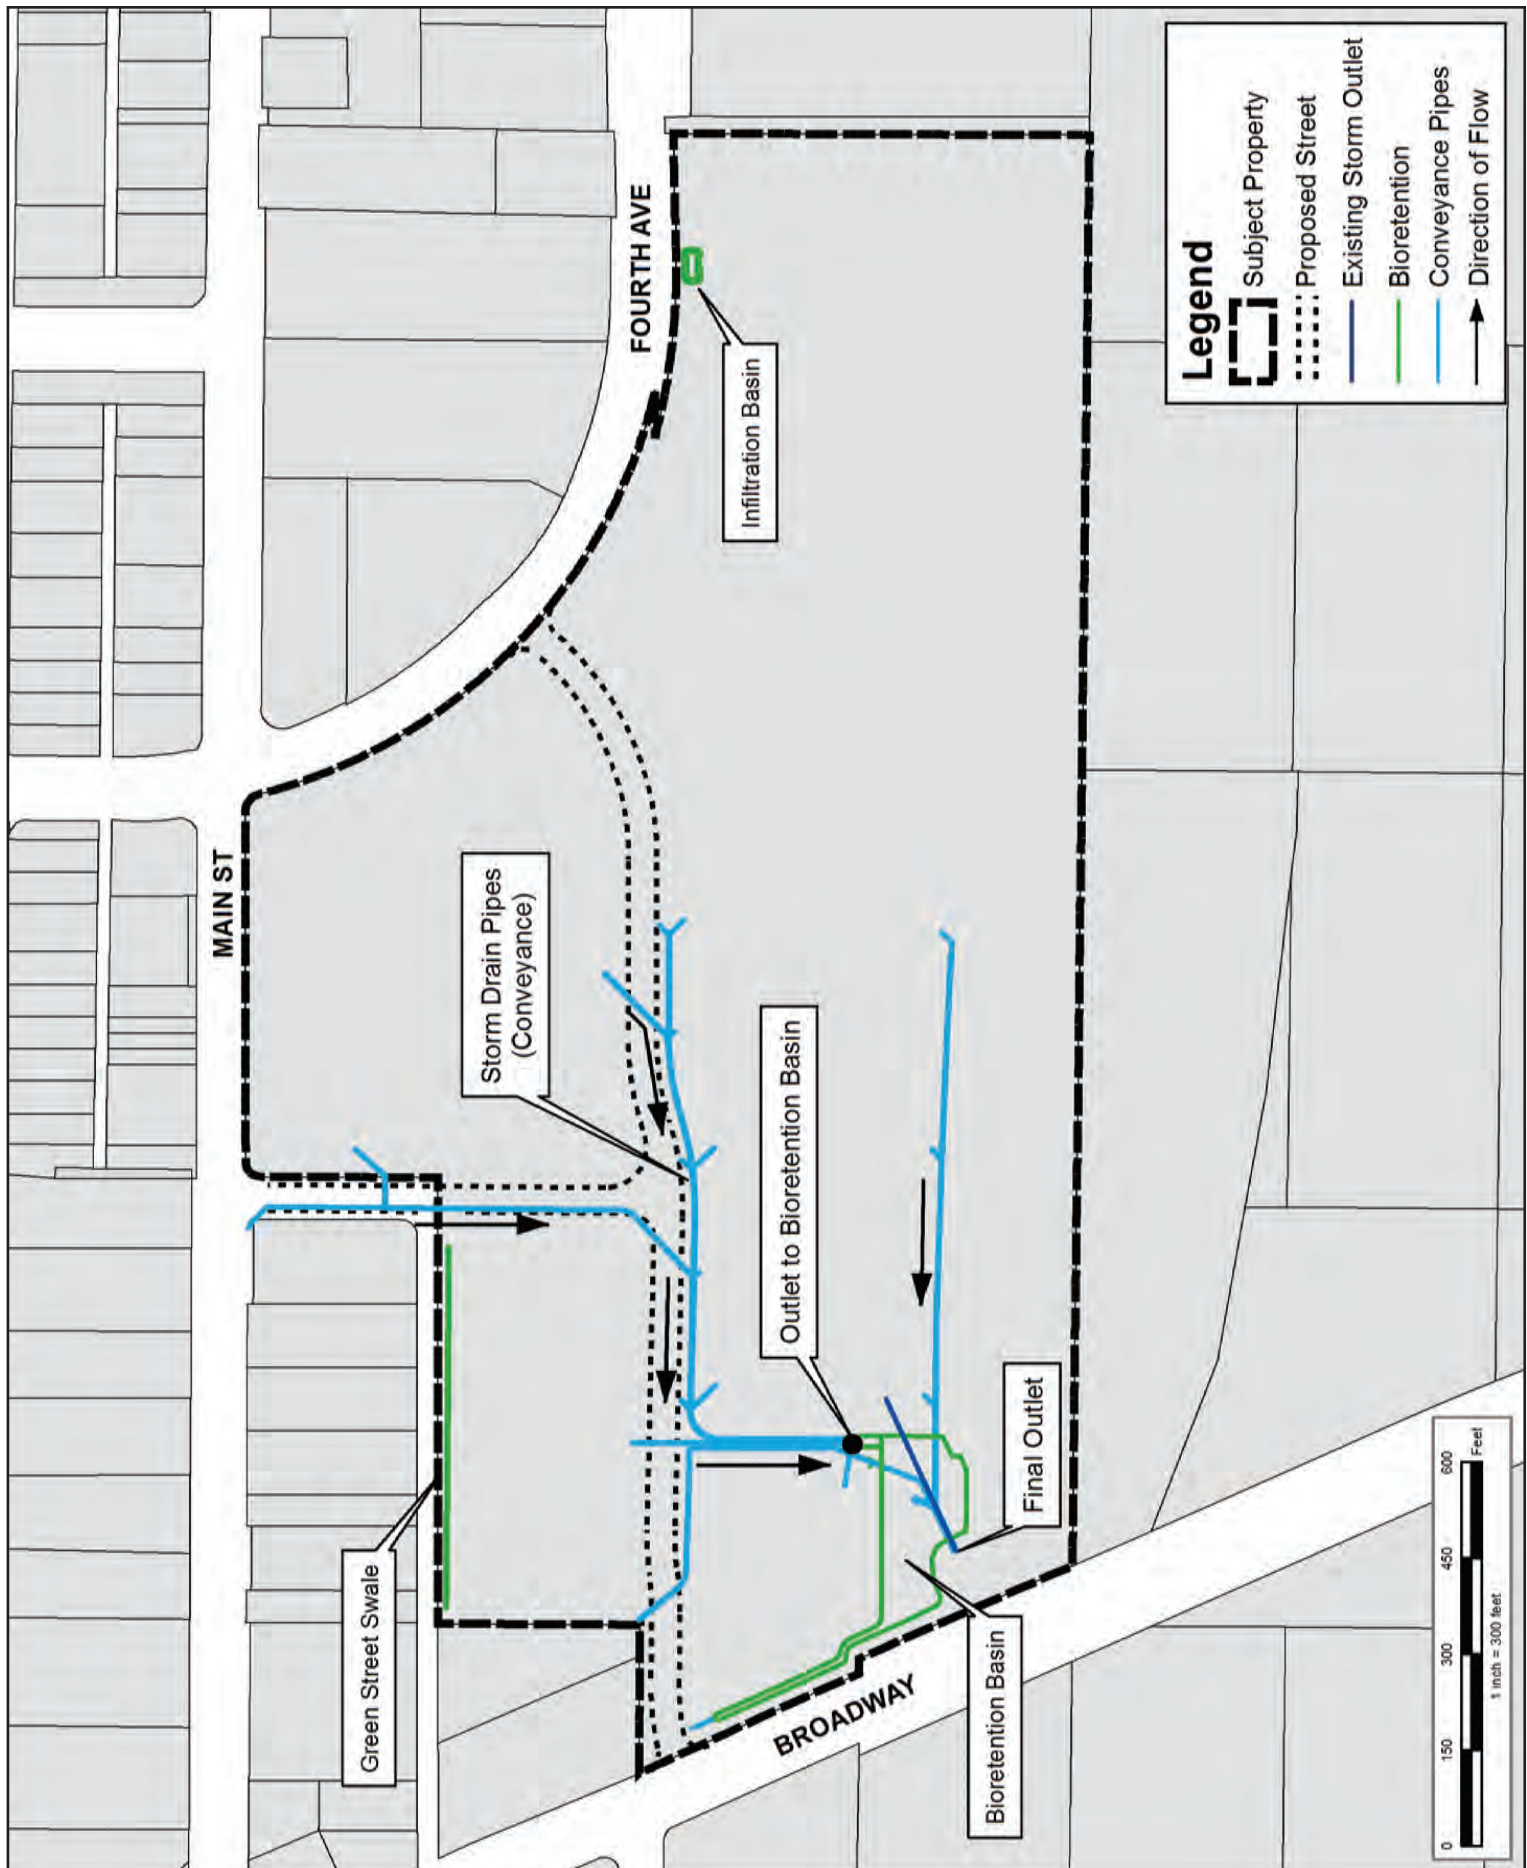 MAIN ST
FOURTH AVE
BROADWAY
Green Street Swale
Storm Drain Pipes
(Conveyance)
Infiltration Basin
Outlet to Bioretention Basin
Final Outlet
Bioretention Basin
Legend
Subject Property
Proposed Street
Existing Storm Outlet
Bioretention
Conveyance Pipes
Direction of Flow
0 150 300 450 600
Feet
1 inch = 300 feet